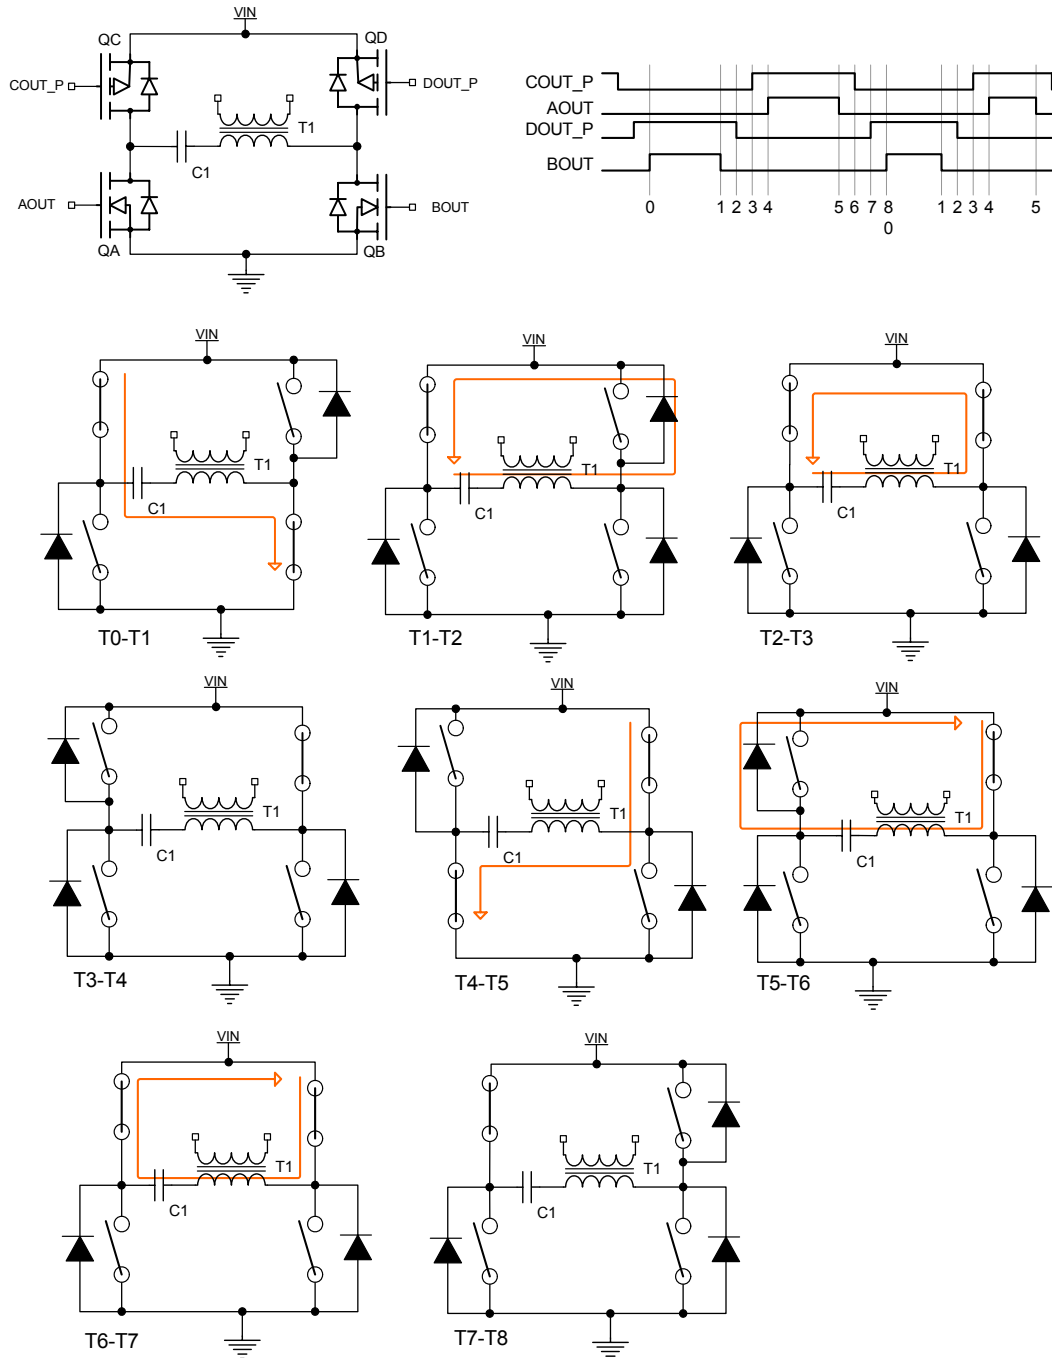 VIN
QC
QD
COUT_P
DOUT_P
T1
C1
AOUT
BOUT
QA
QB
COUT_P
AOUT
DOUT_P
BOUT
0 1 2 3 4 5 6 7 8 1 2 3 4 5
0
VIN
T1
C1
T0-T1
VIN
T1
C1
T1-T2
VIN
T1
C1
T2-T3
VIN
T1
C1
T3-T4
VIN
T1
C1
T4-T5
VIN
T1
C1
T5-T6
VIN
T1
C1
T6-T7
VIN
T1
C1
T7-T8